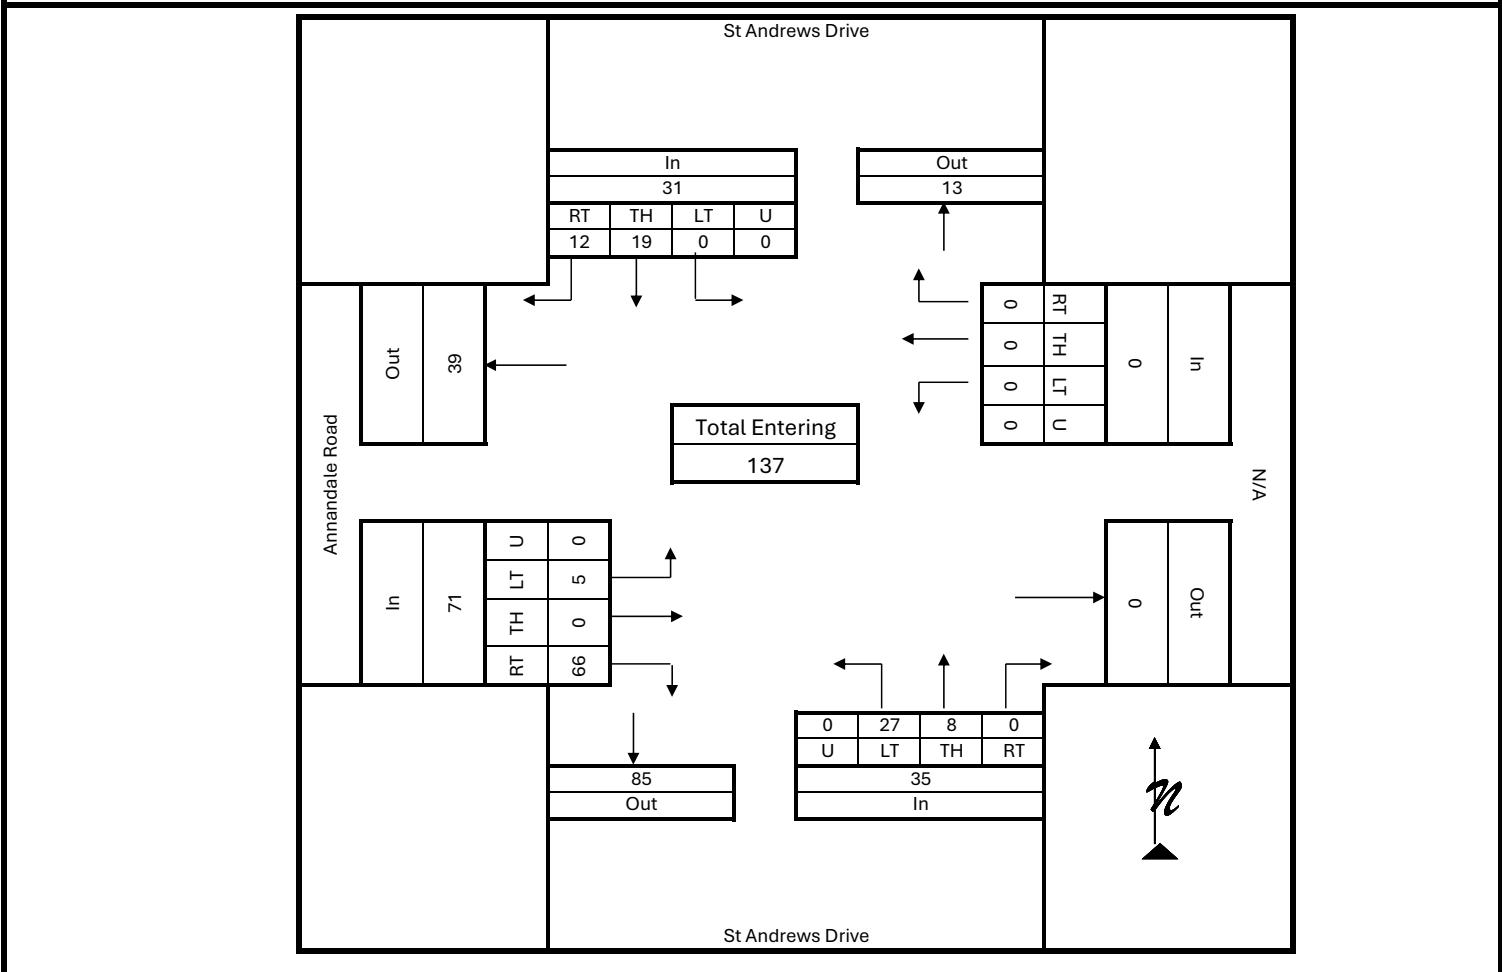 St Andrews Drive
In
31
RT TH LT U
12 19 0 0
Out
13
Out
39
Annandale Road
0 RT
0 TH
0 LT
0 U
0
In
Total Entering
137
N/A
In
71
U 0
LT 5
TH 0
RT 66
0
Out
0 27 8 0
U LT TH RT
35
In
85
Out
N
St Andrews Drive